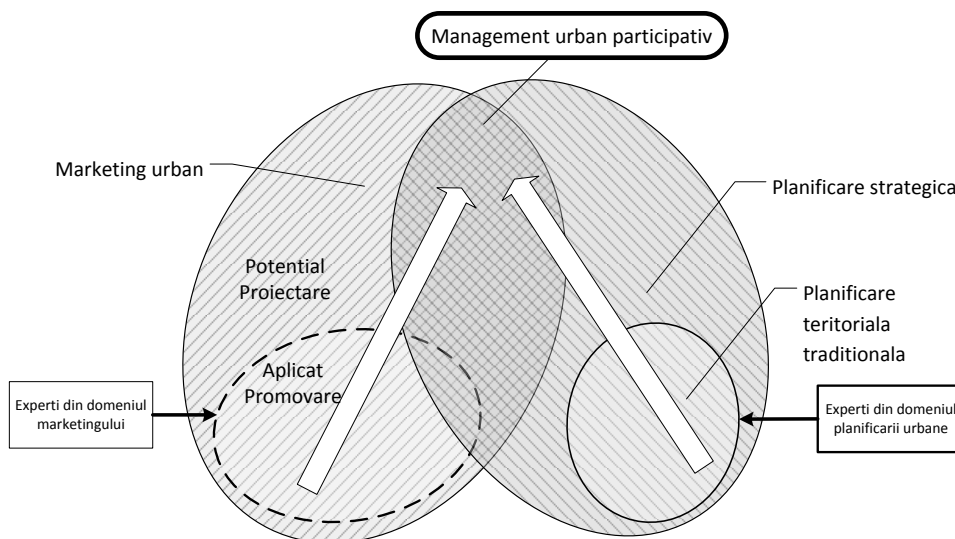 Management urban participativ
Marketing urban
Planificare strategica
Potential
Proiectare
Planificare
teritoriala
traditionala
Aplicat
Promovare
Experti din domeniul
marketingului
Experti din domeniul
planificarii urbane